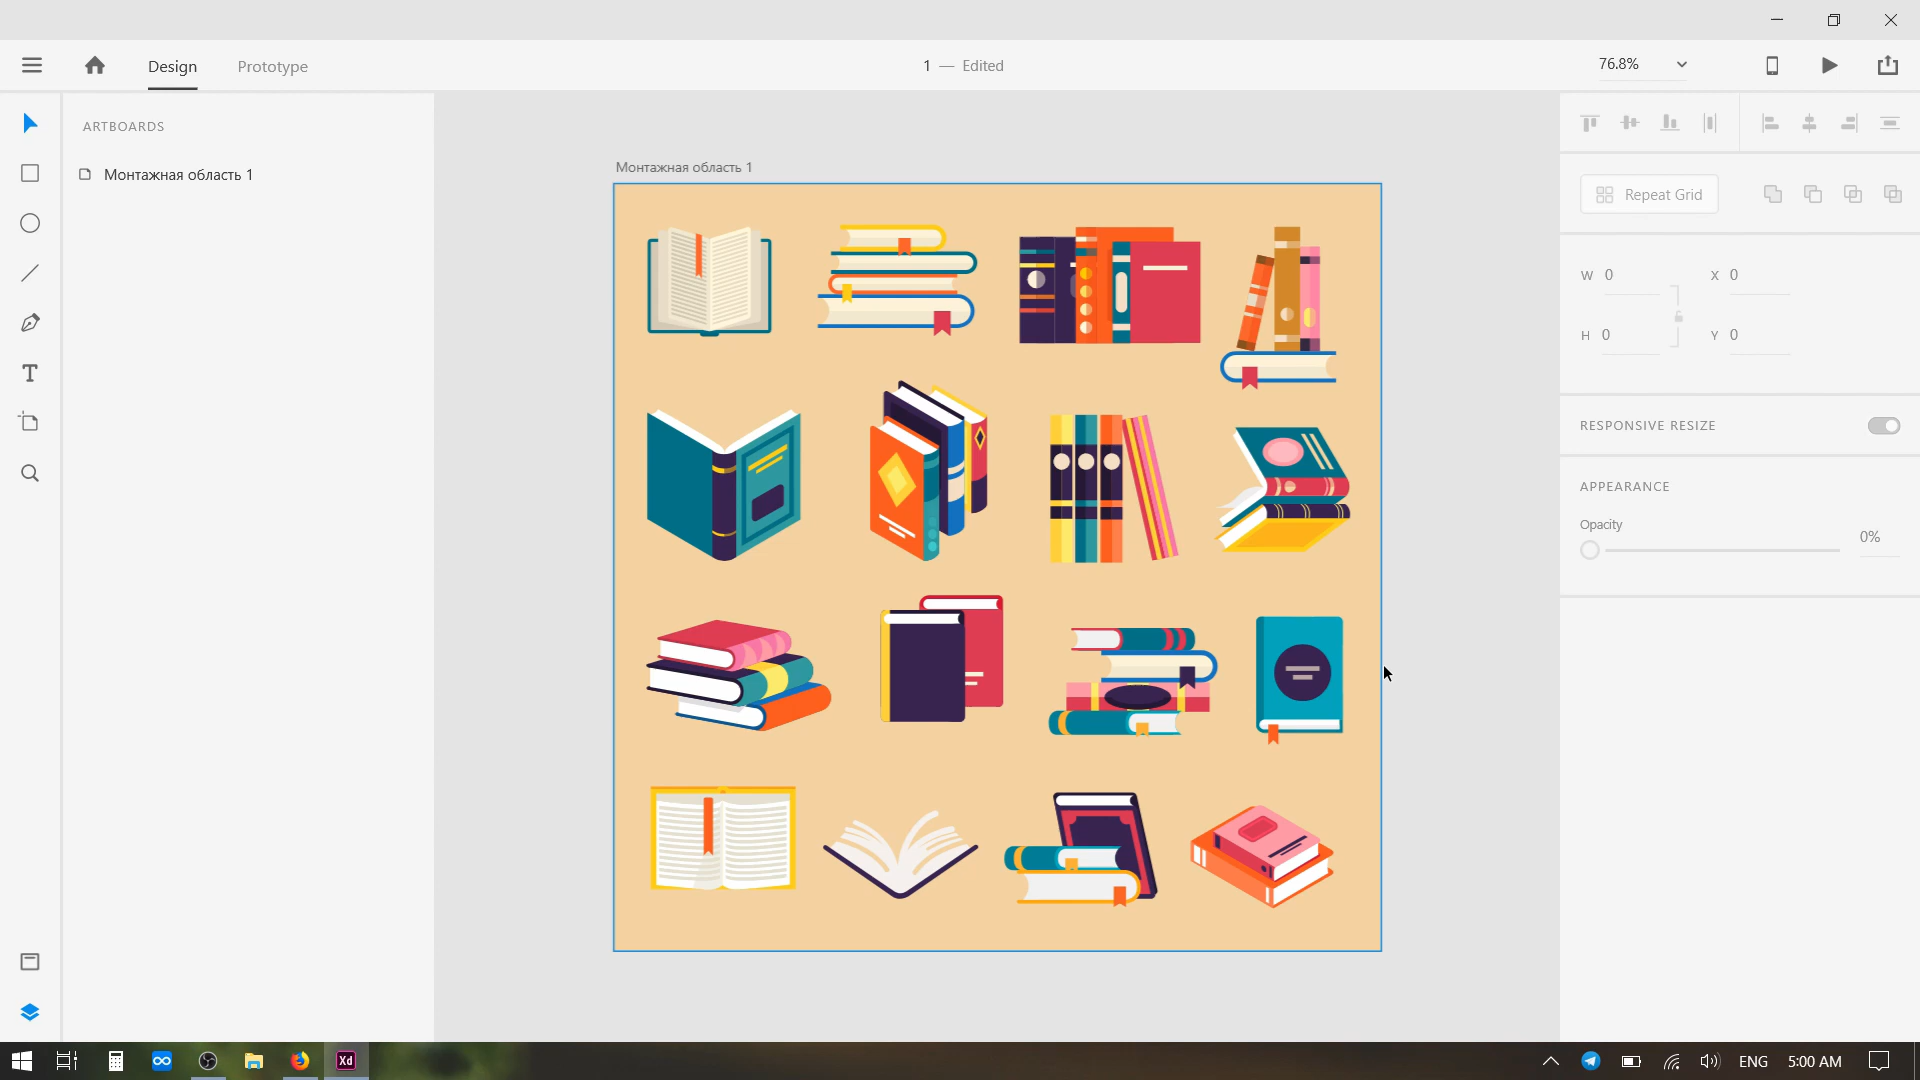 Design
Prototype
1 — Edited
76.8%
ARTBOARDS
Монтажная область 1
Монтажная область 1
Repeat Grid
W 0
X 0
H 0
Y 0
RESPONSIVE RESIZE
APPEARANCE
Opacity
0%
Xd
ENG
5:00 AM